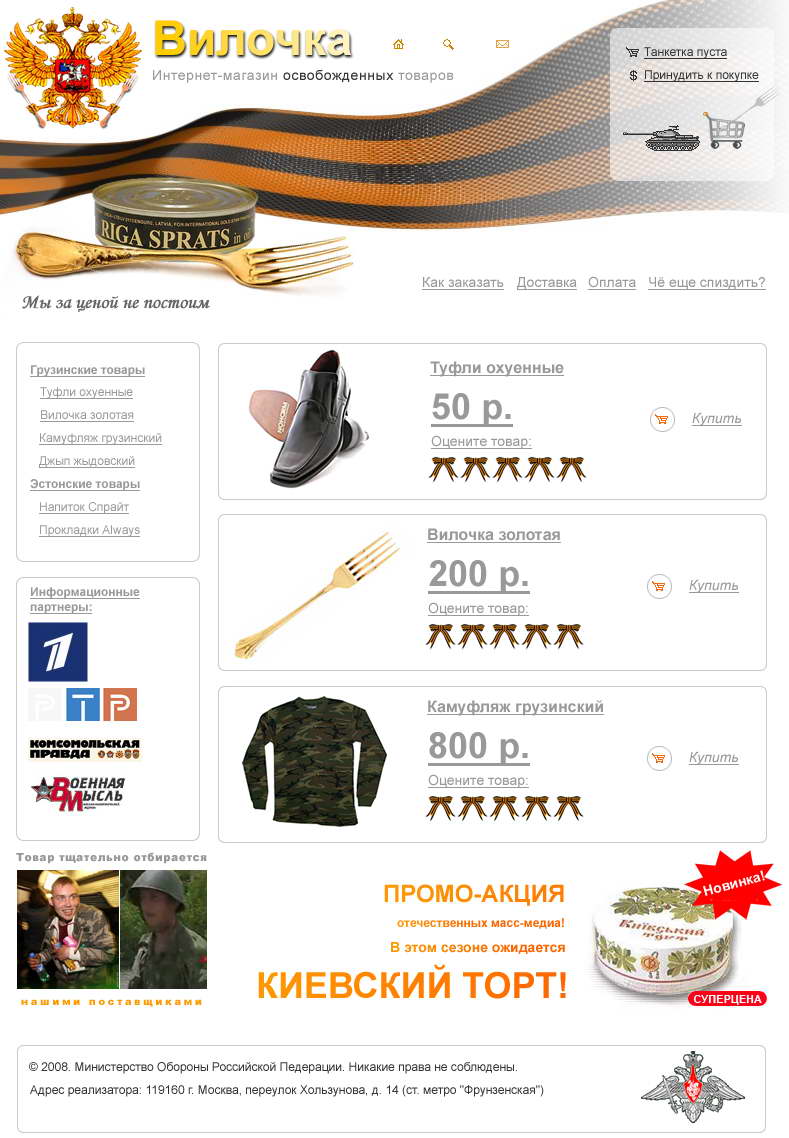 Вилочка
Интернет-магазин освобожденных товаров
Танкетка пуста
$ Принудить к покупке
RIGA SPRATS in oil
Мы за ценой не постоим
Как заказать Доставка Оплата Чё еще спиздить?
Грузинские товары
Туфли охуенные
Вилочка золотая
Камуфляж грузинский
Джып жыдовский
Эстонские товары
Напиток Спрайт
Прокладки Always
Информационные
партнеры:
1
РТР
КОМСОМОЛЬСКАЯ
ПРАВДА
ВОЕННАЯ
МЫСЛЬ
Товар тщательно отбирается
нашими поставщиками
Туфли охуенные
50 р.
Оцените товар:
Купить
Вилочка золотая
200 р.
Оцените товар:
Купить
Камуфляж грузинский
800 р.
Оцените товар:
Купить
ПРОМО-АКЦИЯ
отечественных масс-медиа!
В этом сезоне ожидается
КИЕВСКИЙ ТОРТ!
Новинка!
Київський
торт
СУПЕРЦЕНА
© 2008. Министерство Обороны Российской Педерации. Никакие права не соблюдены.
Адрес реализатора: 119160 г. Москва, переулок Хользунова, д. 14 (ст. метро "Фрунзенская")